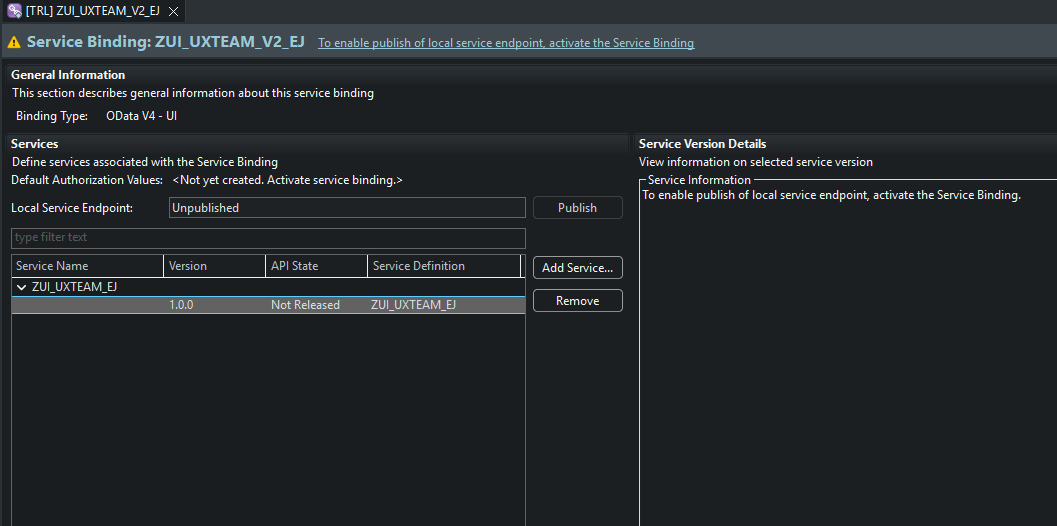 [TRL] ZUI_UXTEAM_V2_EJ
Service Binding: ZUI_UXTEAM_V2_EJ To enable publish of local service endpoint, activate the Service Binding
General Information
This section describes general information about this service binding
Binding Type: OData V4 - UI
Services
Define services associated with the Service Binding
Default Authorization Values: <Not yet created. Activate service binding.>
Local Service Endpoint: Unpublished Publish
type filter text
Service Name Version API State Service Definition
Add Service...
ZUI_UXTEAM_EJ
1.0.0 Not Released ZUI_UXTEAM_EJ
Remove
Service Version Details
View information on selected service version
Service Information
To enable publish of local service endpoint, activate the Service Binding.